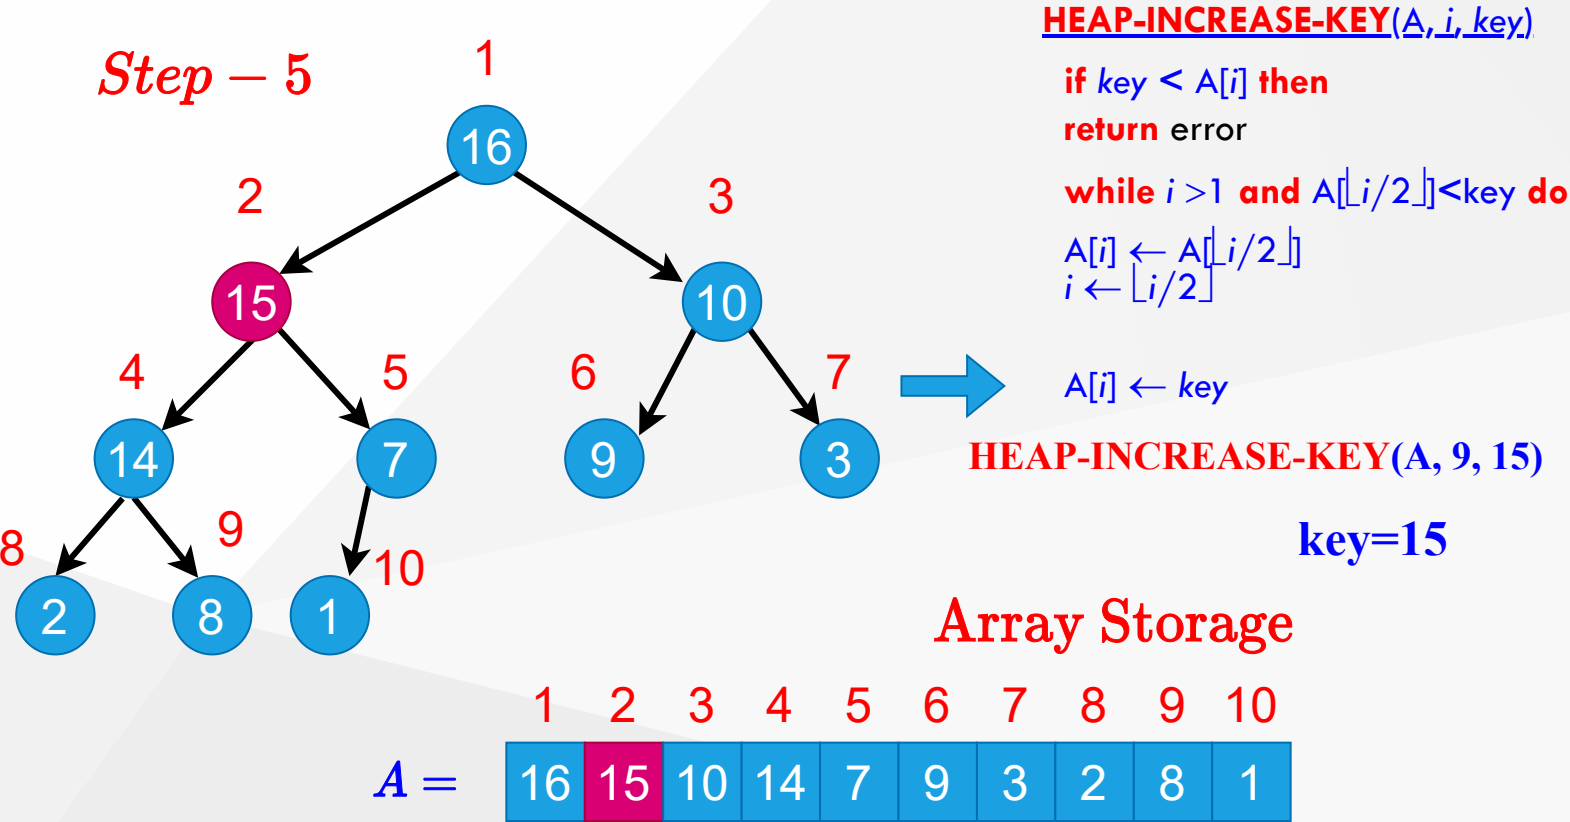 Step – 5
HEAP-INCREASE-KEY(A, i, key)
if key < A[i] then
return error
while i >1 and A[⌊i/2⌋]<key do
A[i] ← A[⌊i/2⌋]
i ← ⌊i/2⌋
A[i] ← key
HEAP-INCREASE-KEY(A, 9, 15)
key=15
1
16
2 3
15 10
4 5 6 7
14 7 9 3
8 9 10
2 8 1
Array Storage
1 2 3 4 5 6 7 8 9 10
A = 16 15 10 14 7 9 3 2 8 1